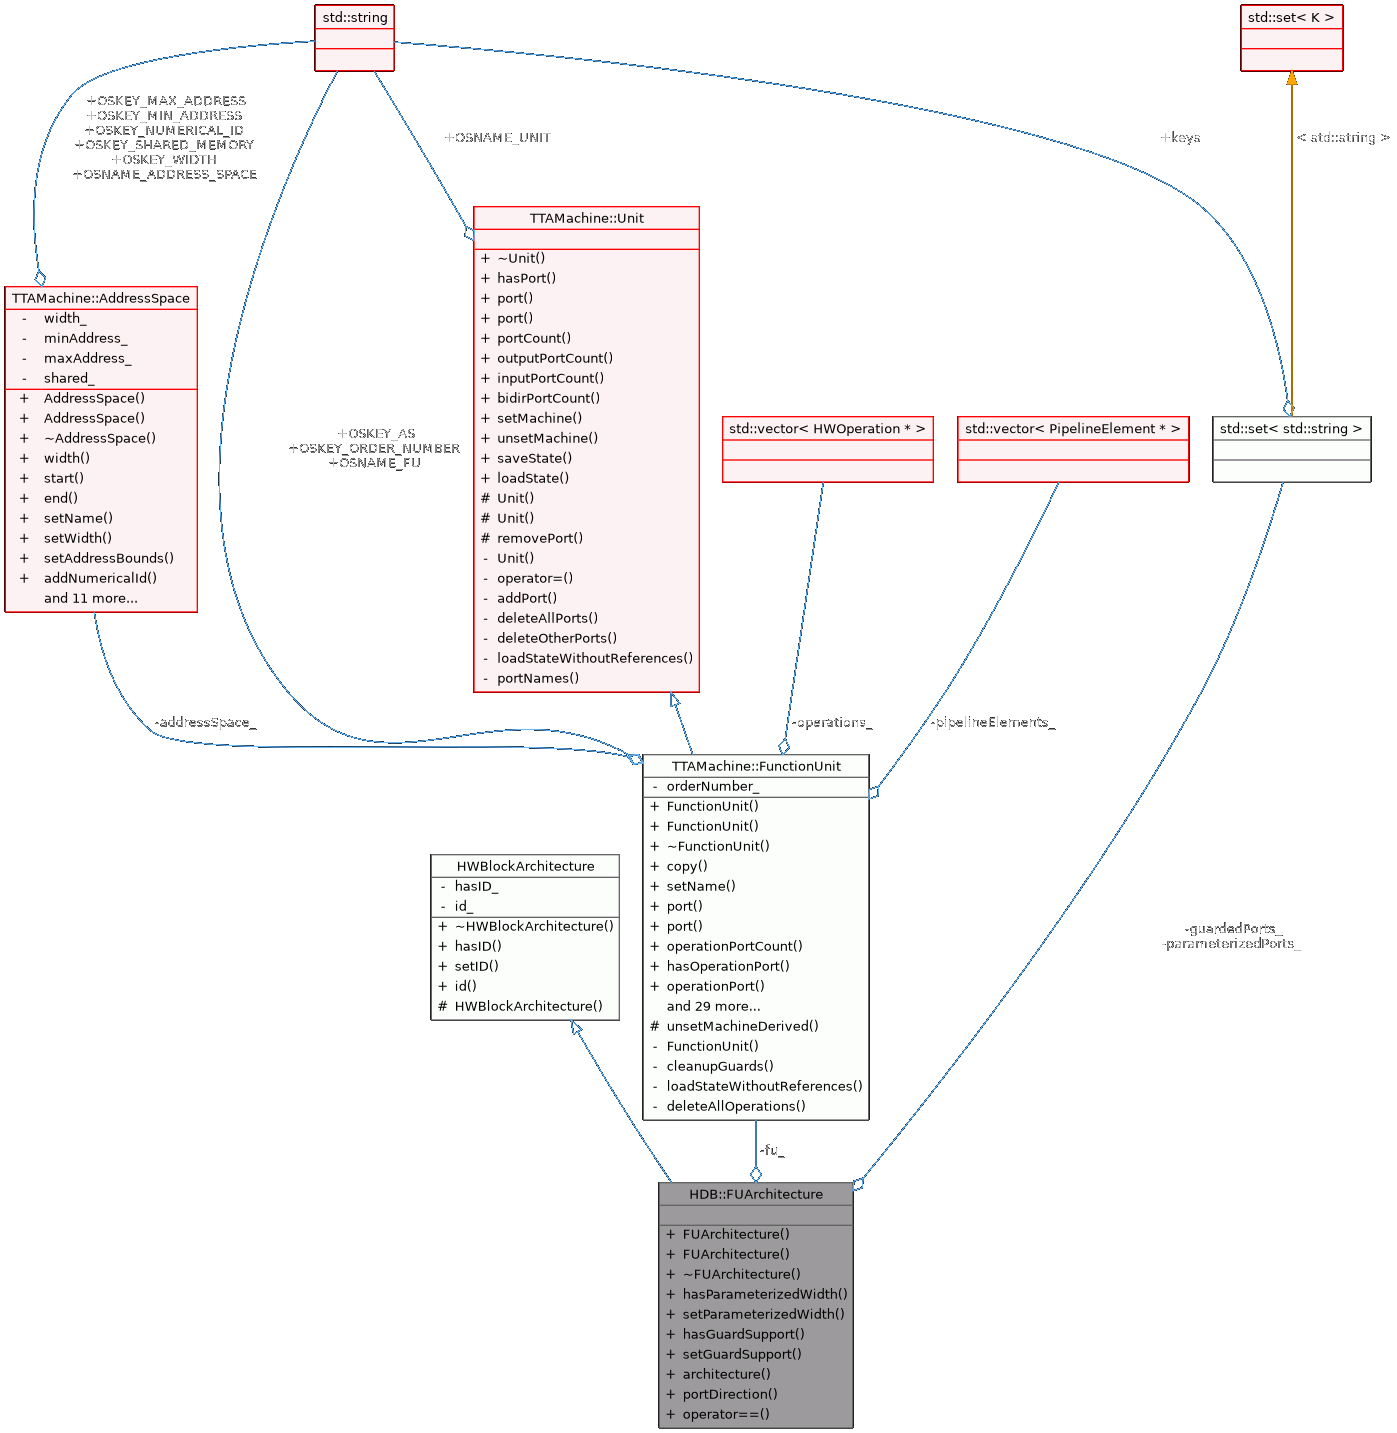 std::string
std::set< K >
+OSKEY_MAX_ADDRESS
+OSKEY_MIN_ADDRESS
+OSKEY_NUMERICAL_ID
+OSKEY_SHARED_MEMORY
+OSKEY_WIDTH
+OSNAME_ADDRESS_SPACE
+OSNAME_UNIT
+keys
< std::string >
TTAMachine::Unit
+ ~Unit()
+ hasPort()
+ port()
+ port()
+ portCount()
+ outputPortCount()
+ inputPortCount()
+ bidirPortCount()
+ setMachine()
+ unsetMachine()
+ saveState()
+ loadState()
# Unit()
# Unit()
# removePort()
- Unit()
- operator=()
- addPort()
- deleteAllPorts()
- deleteOtherPorts()
- loadStateWithoutReferences()
- portNames()
TTAMachine::AddressSpace
- width_
- minAddress_
- maxAddress_
- shared_
+ AddressSpace()
+ AddressSpace()
+ ~AddressSpace()
+ width()
+ start()
+ end()
+ setName()
+ setWidth()
+ setAddressBounds()
+ addNumericalId()
and 11 more...
+OSKEY_AS
+OSKEY_ORDER_NUMBER
+OSNAME_FU
std::vector< HWOperation * >
std::vector< PipelineElement * >
std::set< std::string >
-addressSpace_
-operations_
-pipelineElements_
TTAMachine::FunctionUnit
- orderNumber_
+ FunctionUnit()
+ FunctionUnit()
+ ~FunctionUnit()
+ copy()
+ setName()
+ port()
+ port()
+ operationPortCount()
+ hasOperationPort()
+ operationPort()
and 29 more...
# unsetMachineDerived()
- FunctionUnit()
- cleanupGuards()
- loadStateWithoutReferences()
- deleteAllOperations()
HWBlockArchitecture
- hasID_
- id_
+ ~HWBlockArchitecture()
+ hasID()
+ setID()
+ id()
# HWBlockArchitecture()
-guardedPorts_
-parameterizedPorts_
-fu_
HDB::FUArchitecture
+ FUArchitecture()
+ FUArchitecture()
+ ~FUArchitecture()
+ hasParameterizedWidth()
+ setParameterizedWidth()
+ hasGuardSupport()
+ setGuardSupport()
+ architecture()
+ portDirection()
+ operator==()